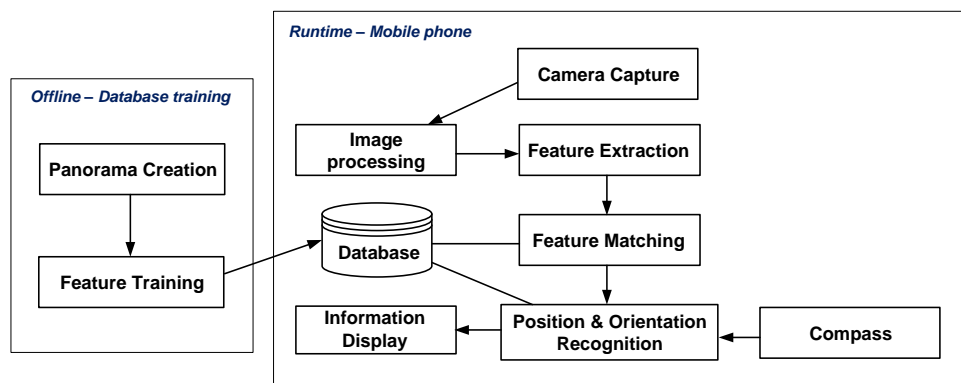 Runtime – Mobile phone
Offline – Database training
Camera Capture
Image
processing
Feature Extraction
Panorama Creation
Database
Feature Matching
Feature Training
Information
Display
Position & Orientation
Recognition
Compass